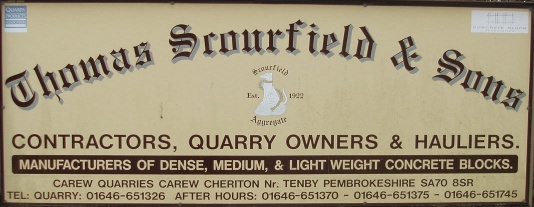 Thomas Scourfield & Sons
Scourfield
Est. 1922
Aggregate
CONTRACTORS, QUARRY OWNERS & HAULIERS.
MANUFACTURERS OF DENSE, MEDIUM, & LIGHT WEIGHT CONCRETE BLOCKS.
CAREW QUARRIES CAREW CHERITON Nr. TENBY PEMBROKESHIRE SA70 8SR
TEL: QUARRY: 01646-651326 AFTER HOURS: 01646-651370 - 01646-651375 - 01646-651745